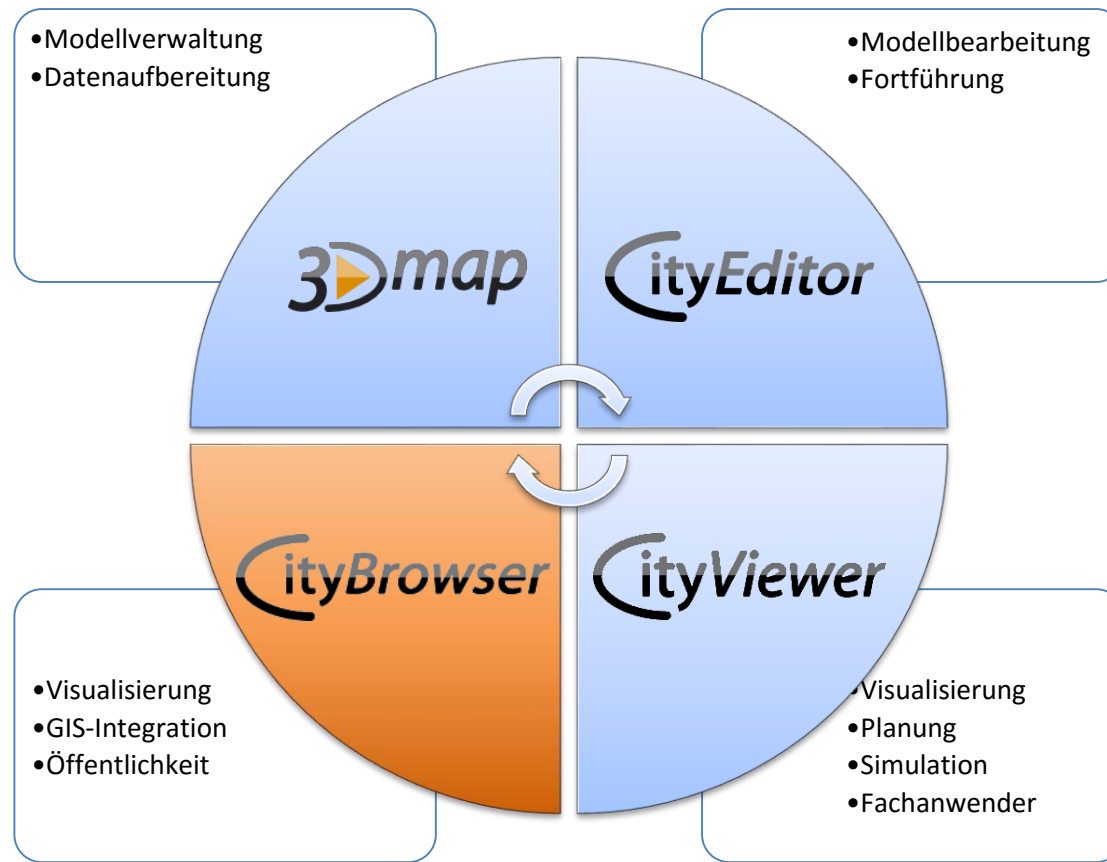 •Modellverwaltung
•Datenaufbereitung
•Modellbearbeitung
•Fortführung
3Dmap
CityEditor
CityBrowser
CityViewer
•Visualisierung
•GIS-Integration
•Öffentlichkeit
•Visualisierung
•Planung
•Simulation
•Fachanwender